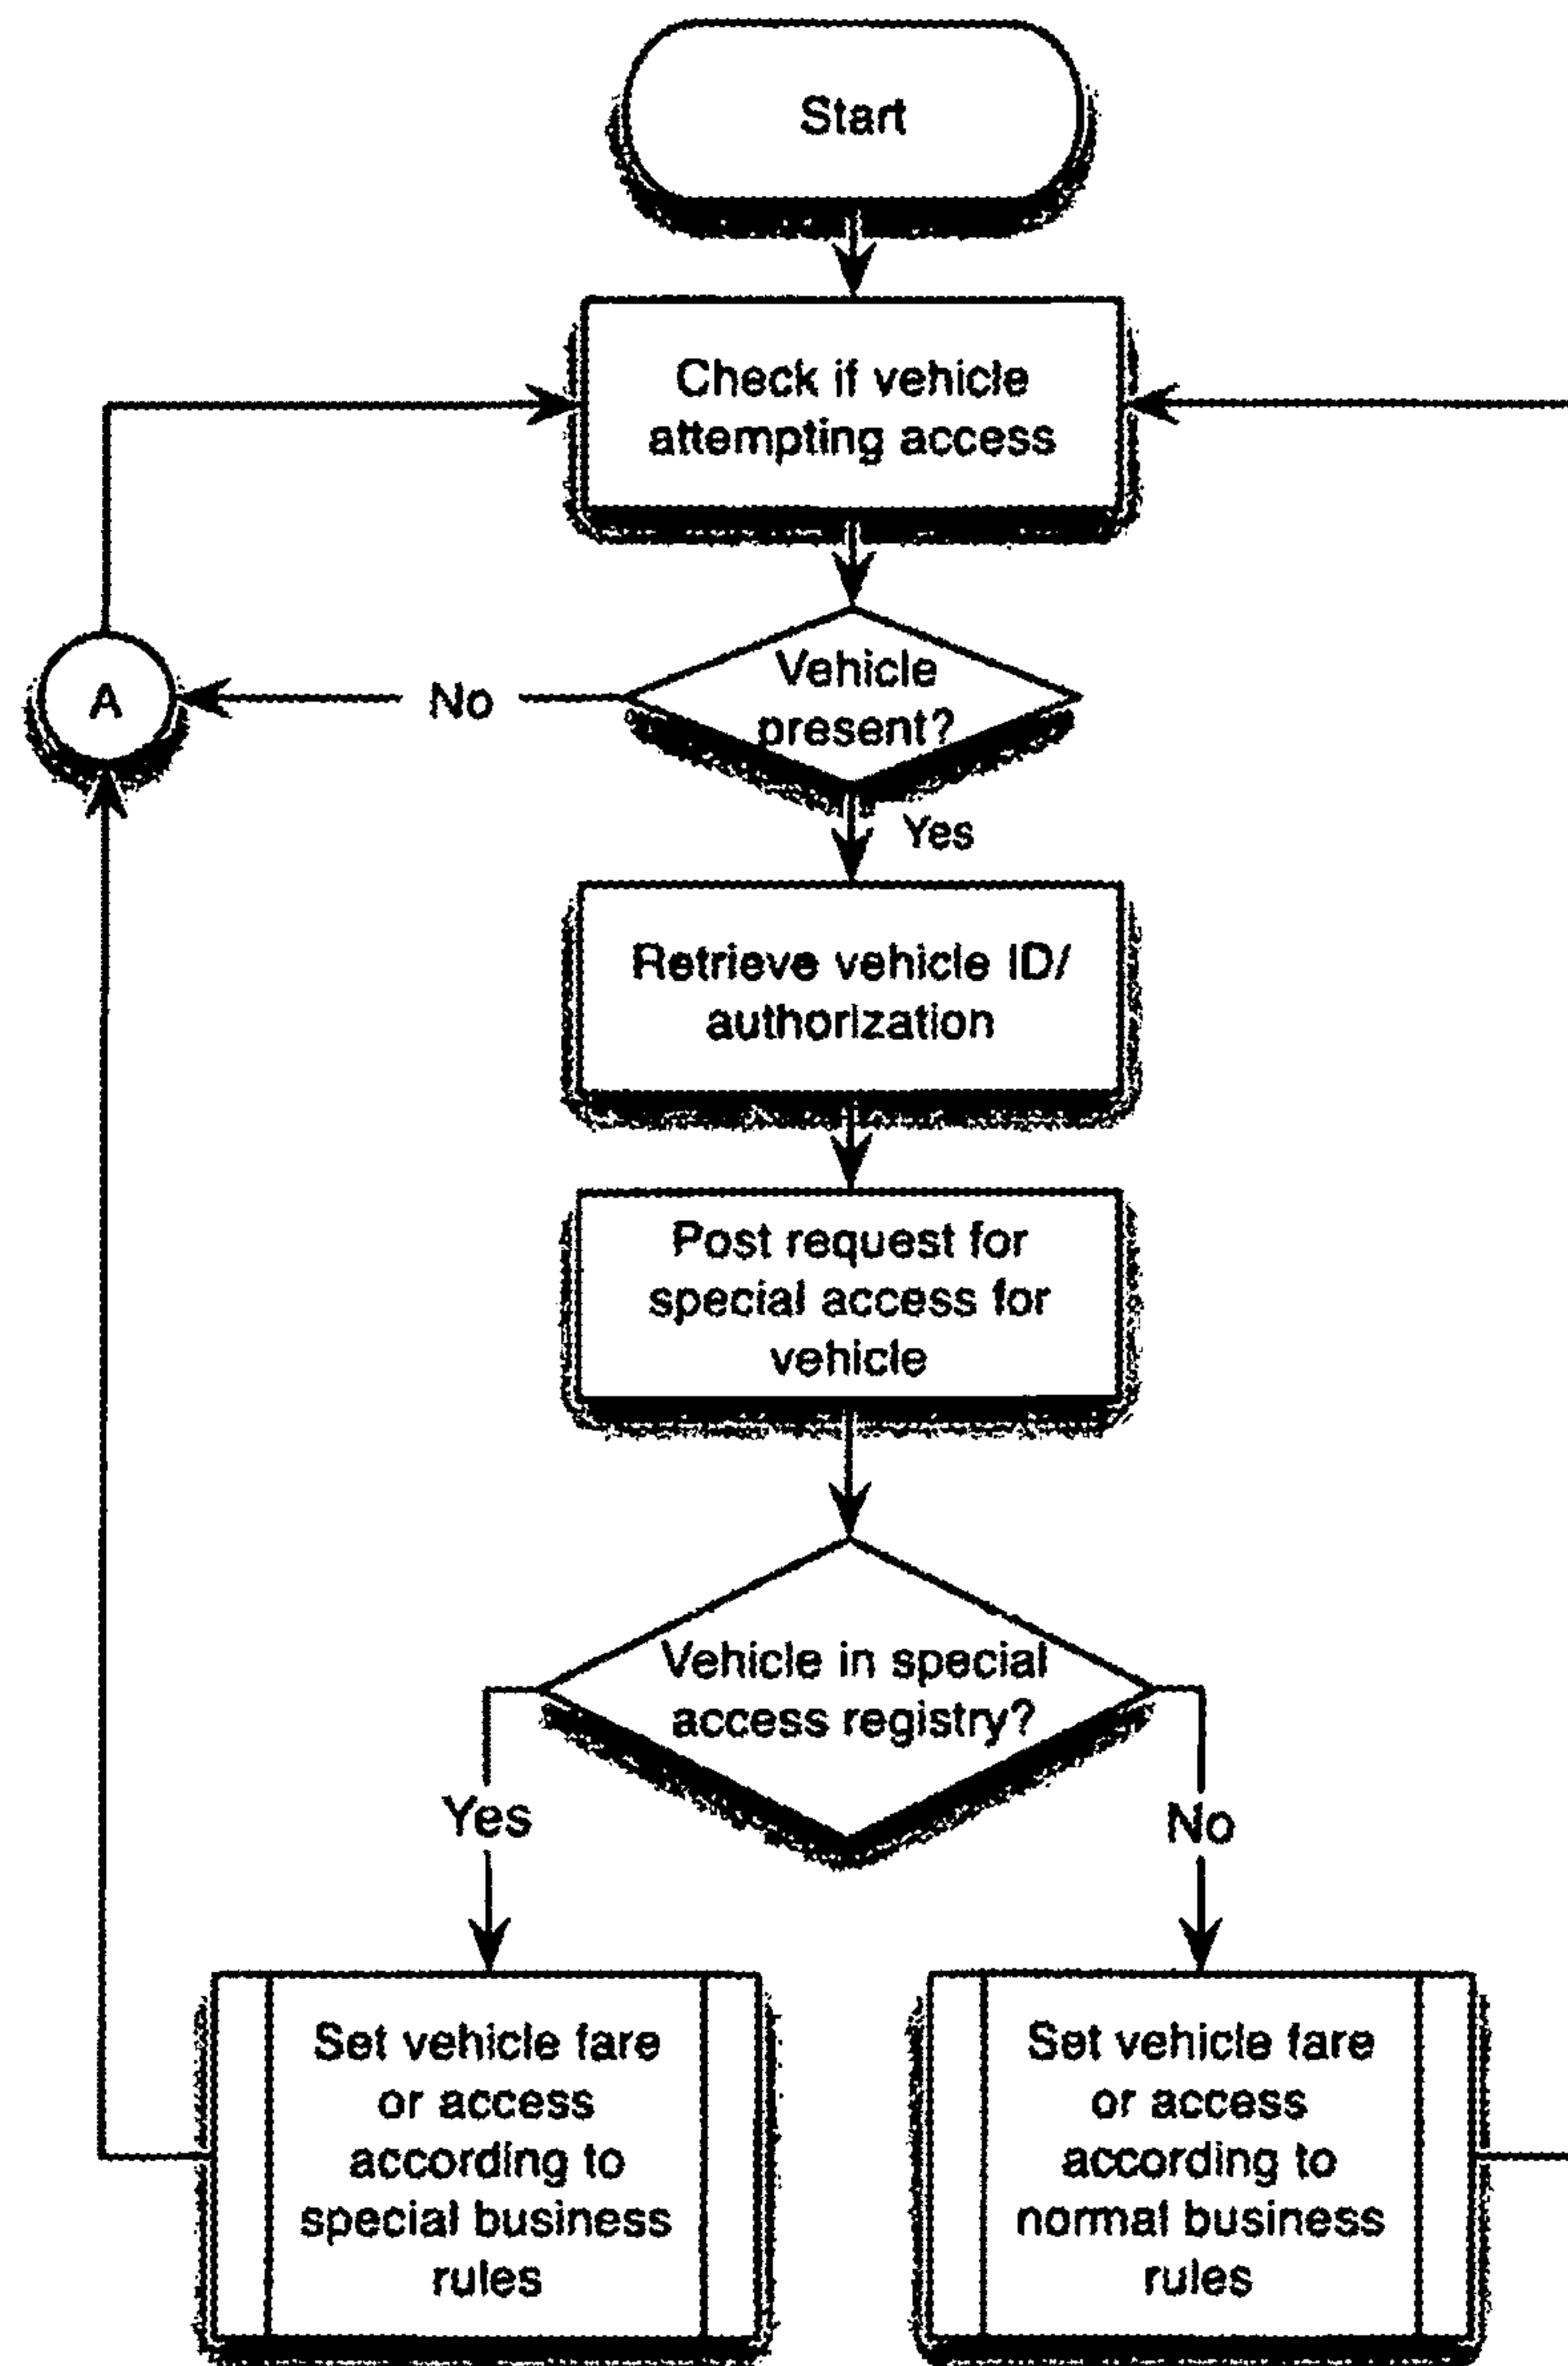 Start
Check if vehicle
attempting access
Vehicle
present?
No
A
Yes
Retrieve vehicle ID/
authorization
Post request for
special access for
vehicle
Vehicle in special
access registry?
Yes
No
Set vehicle fare
or access
according to
special business
rules
Set vehicle fare
or access
according to
normal business
rules